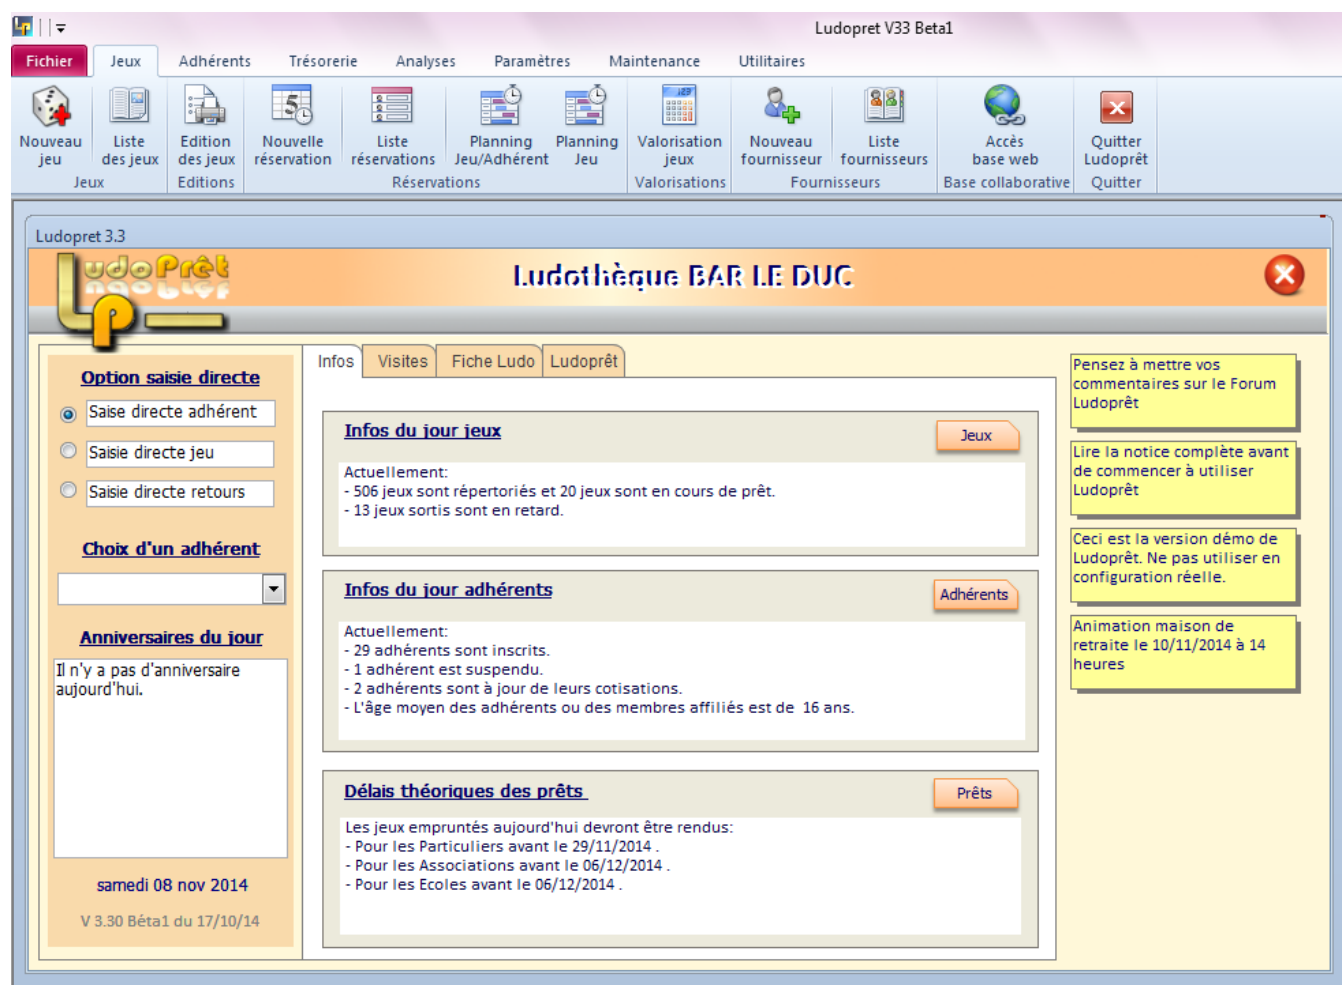 Ludopret V33 Beta1
Fichier Jeux Adhérents Trésorerie Analyses Paramètres Maintenance Utilitaires
Nouveau jeu
Liste des jeux
Edition des jeux
Nouvelle réservation
Liste réservations
Planning Jeu/Adhérent
Planning Jeu
Valorisation jeux
Nouveau fournisseur
Liste fournisseurs
Accès base web
Quitter Ludoprêt
Jeux Editions Réservations Valorisations Fournisseurs Base collaborative Quitter
Ludopret 3.3
LudoPrêt
LP
Ludothèque BAR LE DUC
Option saisie directe
Saise directe adhérent
Saisie directe jeu
Saisie directe retours
Choix d'un adhérent
Anniversaires du jour
Il n'y a pas d'anniversaire
aujourd'hui.
samedi 08 nov 2014
V 3.30 Béta1 du 17/10/14
Infos Visites Fiche Ludo Ludoprêt
Infos du jour jeux
Jeux
Actuellement:
- 506 jeux sont répertoriés et 20 jeux sont en cours de prêt.
- 13 jeux sortis sont en retard.
Infos du jour adhérents
Adhérents
Actuellement:
- 29 adhérents sont inscrits.
- 1 adhérent est suspendu.
- 2 adhérents sont à jour de leurs cotisations.
- L'âge moyen des adhérents ou des membres affiliés est de 16 ans.
Délais théoriques des prêts
Prêts
Les jeux empruntés aujourd'hui devront être rendus:
- Pour les Particuliers avant le 29/11/2014 .
- Pour les Associations avant le 06/12/2014 .
- Pour les Ecoles avant le 06/12/2014 .
Pensez à mettre vos
commentaires sur le Forum
Ludoprêt
Lire la notice complète avant
de commencer à utiliser
Ludoprêt
Ceci est la version démo de
Ludoprêt. Ne pas utiliser en
configuration réelle.
Animation maison de
retraite le 10/11/2014 à 14
heures